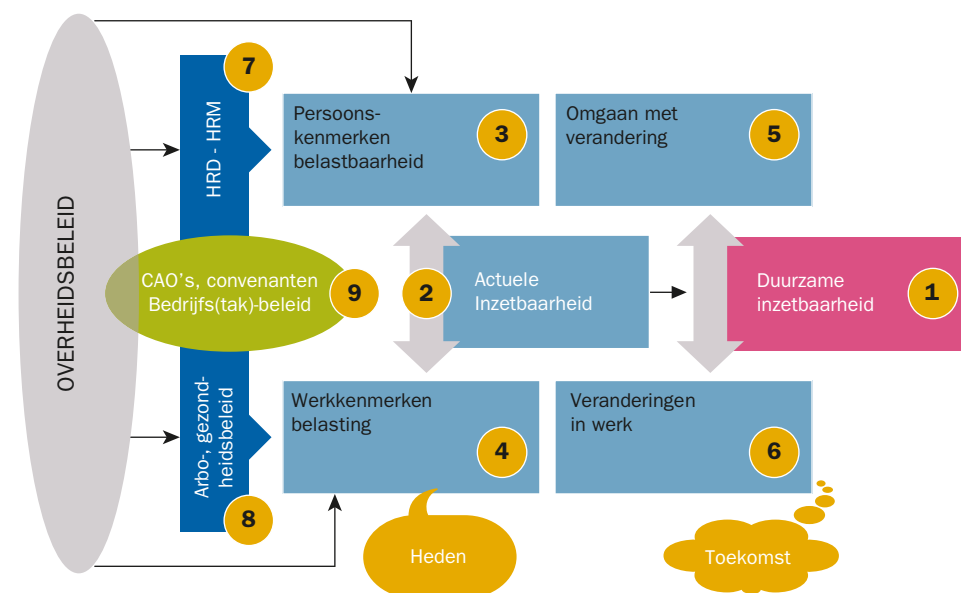 OVERHEIDSBELEID
HRD - HRM
7
Persoons-
kenmerken
belastbaarheid
3
Omgaan met
verandering
5
CAO's, convenanten
Bedrijfs(tak)-beleid
9
2
Actuele
Inzetbaarheid
Duurzame
inzetbaarheid
1
Arbo-, gezond-
heidsbeleid
8
Werkkenmerken
belasting
4
Veranderingen
in werk
6
Heden
Toekomst